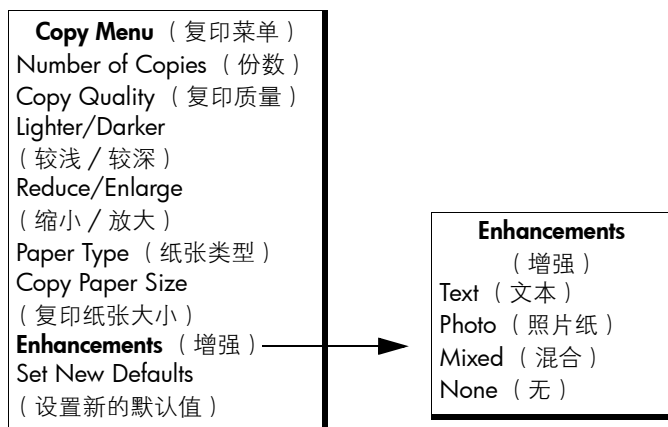 Copy Menu （复印菜单）
Number of Copies （份数）
Copy Quality （复印质量）
Lighter/Darker
（较浅 / 较深）
Reduce/Enlarge
（缩小 / 放大）
Paper Type （纸张类型）
Copy Paper Size
（复印纸张大小）
Enhancements （增强）
Set New Defaults
（设置新的默认值）
Enhancements
（增强）
Text （文本）
Photo （照片纸）
Mixed （混合）
None （无）